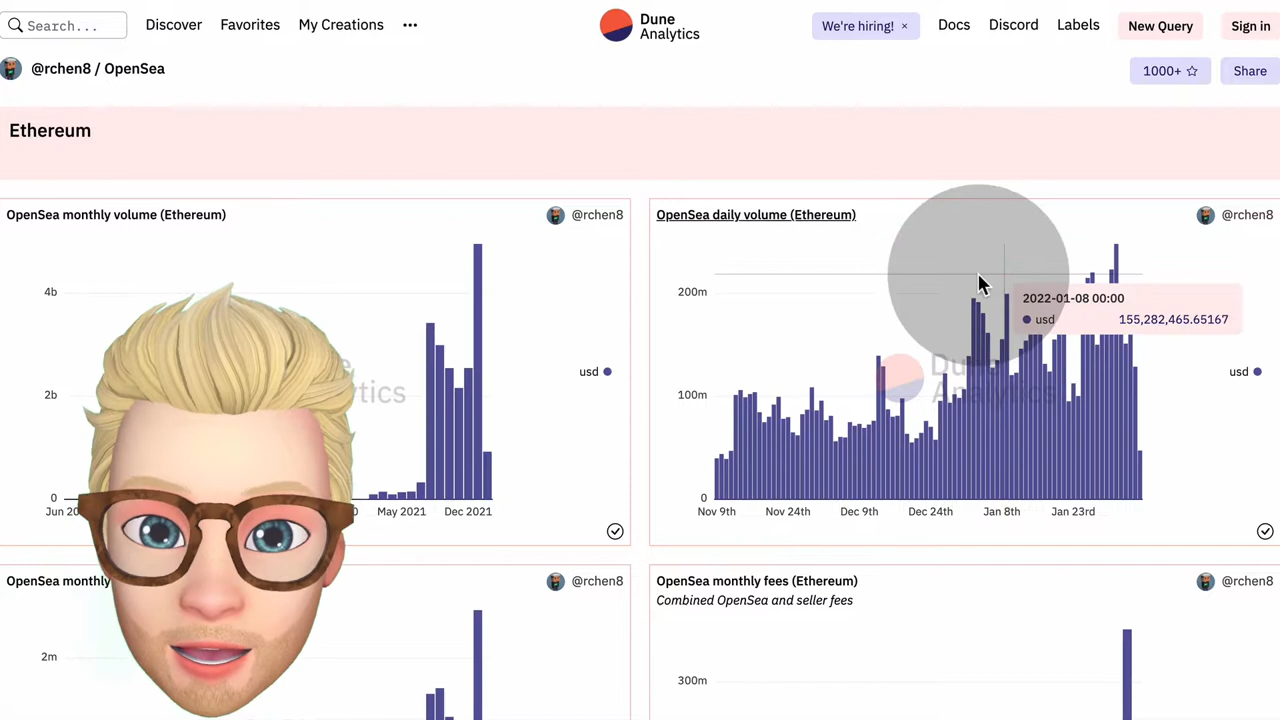 Search...
Discover
Favorites
My Creations
Dune
Analytics
We're hiring! ×
Docs
Discord
Labels
New Query
Sign in
@rchen8 / OpenSea
1000+
Share
Ethereum
OpenSea monthly volume (Ethereum)
@rchen8
4b
2b
0
Jun 20
May 2021
Dec 2021
usd
OpenSea daily volume (Ethereum)
@rchen8
200m
100m
0
2022-01-08 00:00
usd 155,282,465.65167
Dune
Analytics
usd
Nov 9th
Nov 24th
Dec 9th
Dec 24th
Jan 8th
Jan 23rd
OpenSea monthly
@rchen8
2m
OpenSea monthly fees (Ethereum)
@rchen8
Combined OpenSea and seller fees
300m